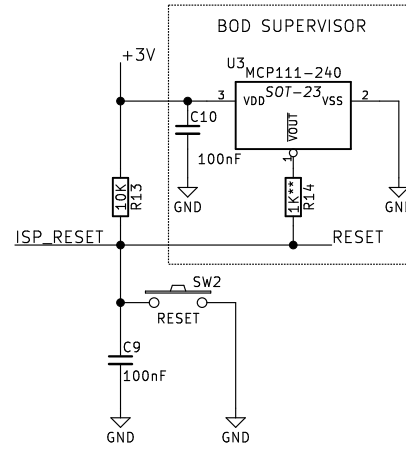 BOD SUPERVISOR
+3V
U3
MCP111-240
SOT-23
3
VDD
VSS
2
C10
VOUT
1
100nF
GND
10K
R13
1K**
R14
GND
ISP_RESET
RESET
SW2
RESET
C9
100nF
GND
GND